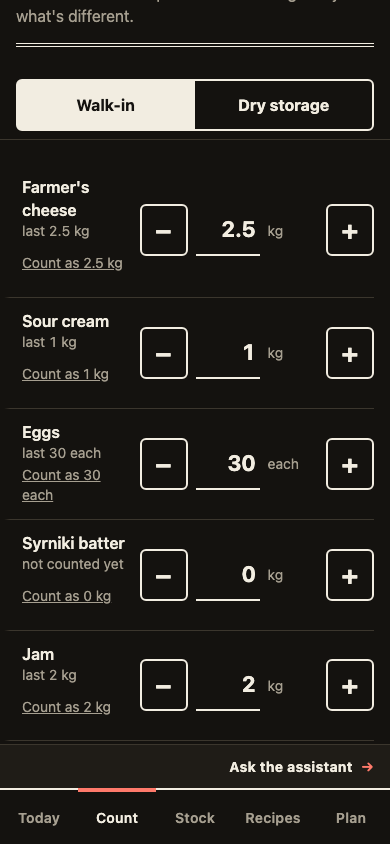 what's different.
Walk-in
Dry storage
Farmer's
cheese
last 2.5 kg
Count as 2.5 kg
−
2.5 kg
+
Sour cream
last 1 kg
Count as 1 kg
−
1 kg
+
Eggs
last 30 each
Count as 30
each
−
30 each
+
Syrniki batter
not counted yet
Count as 0 kg
−
0 kg
+
Jam
last 2 kg
Count as 2 kg
−
2 kg
+
Ask the assistant →
Today
Count
Stock
Recipes
Plan